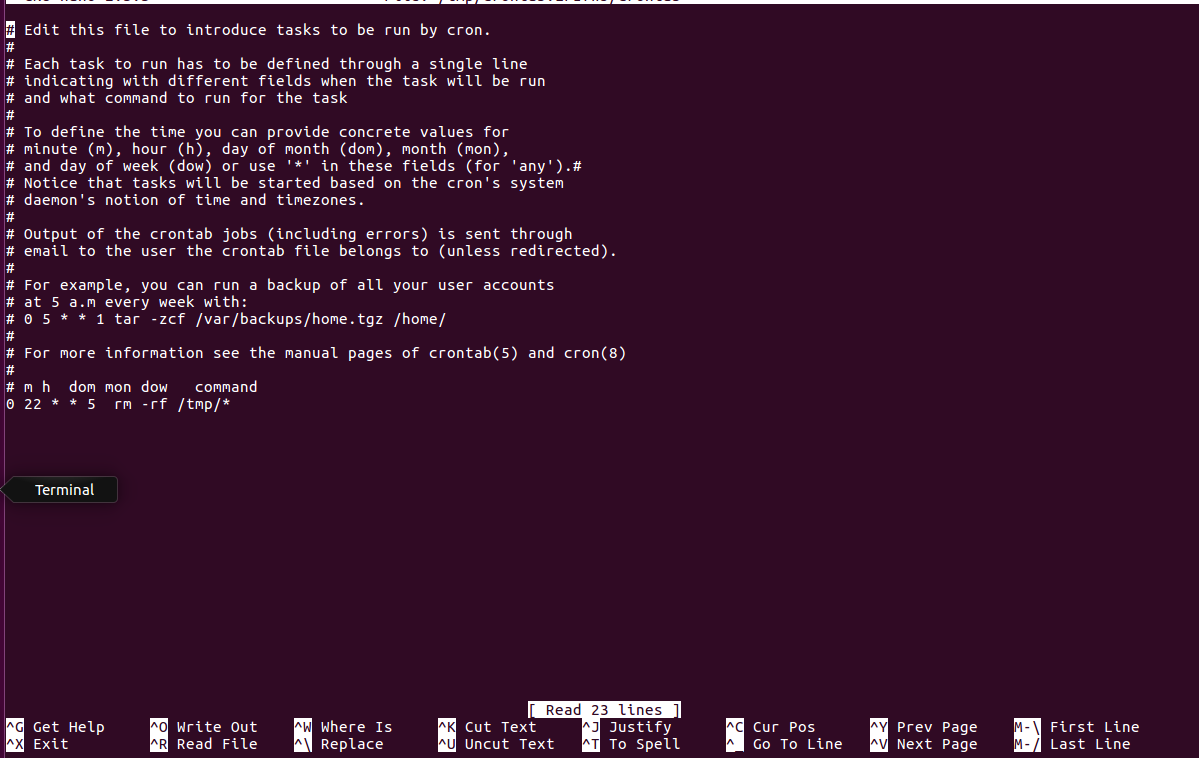 # Edit this file to introduce tasks to be run by cron.
#
# Each task to run has to be defined through a single line
# indicating with different fields when the task will be run
# and what command to run for the task
#
# To define the time you can provide concrete values for
# minute (m), hour (h), day of month (dom), month (mon),
# and day of week (dow) or use '*' in these fields (for 'any').#
# Notice that tasks will be started based on the cron's system
# daemon's notion of time and timezones.
#
# Output of the crontab jobs (including errors) is sent through
# email to the user the crontab file belongs to (unless redirected).
#
# For example, you can run a backup of all your user accounts
# at 5 a.m every week with:
# 0 5 * * 1 tar -zcf /var/backups/home.tgz /home/
#
# For more information see the manual pages of crontab(5) and cron(8)
#
# m h  dom mon dow   command
0 22 * * 5  rm -rf /tmp/*
Terminal
[ Read 23 lines ]
^G Get Help ^O Write Out ^W Where Is ^K Cut Text ^J Justify ^C Cur Pos ^Y Prev Page M-\ First Line
^X Exit ^R Read File ^\ Replace ^U Uncut Text ^T To Spell ^_ Go To Line ^V Next Page M-/ Last Line